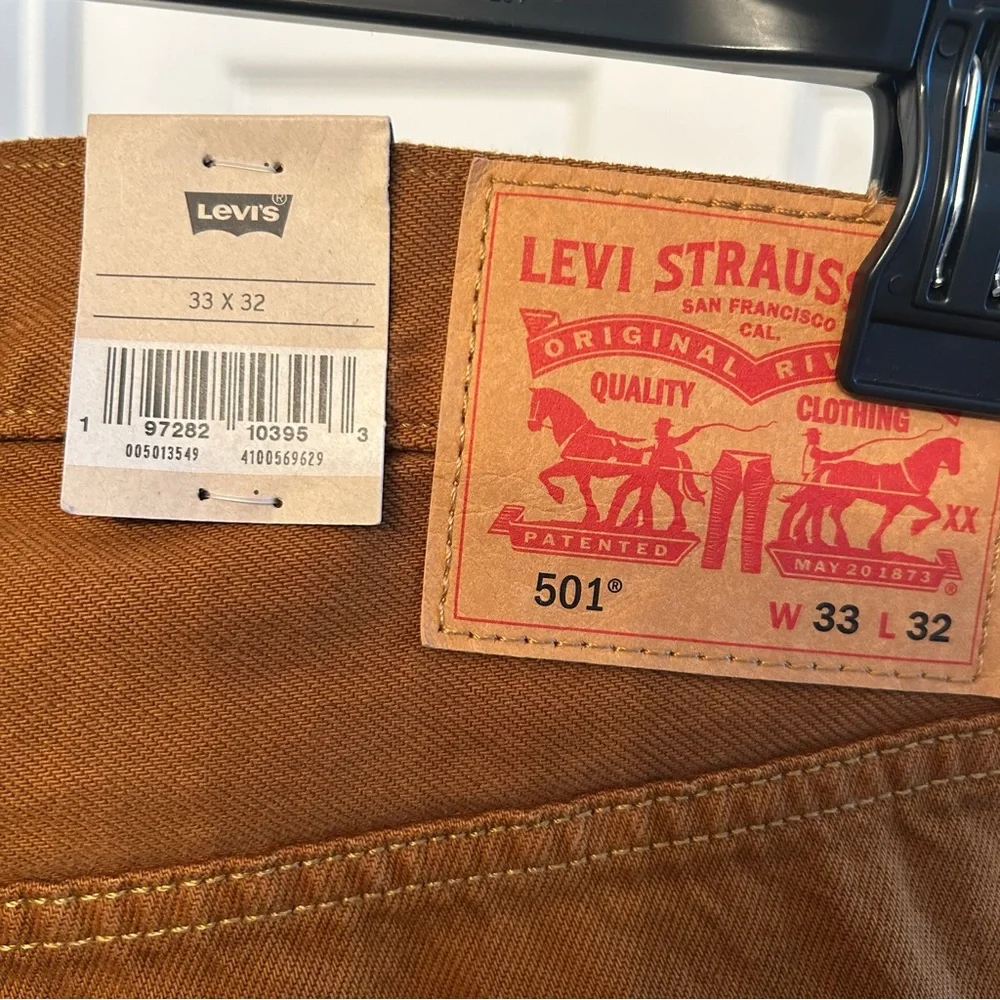 LEVI'S®
33 X 32
1 97282 10395 3
005013549 4100569629
LEVI STRAUSS
SAN FRANCISCO
CAL.
ORIGINAL
QUALITY CLOTHING
XX
PATENTED MAY 20 1873 ®
501®
W 33 L 32